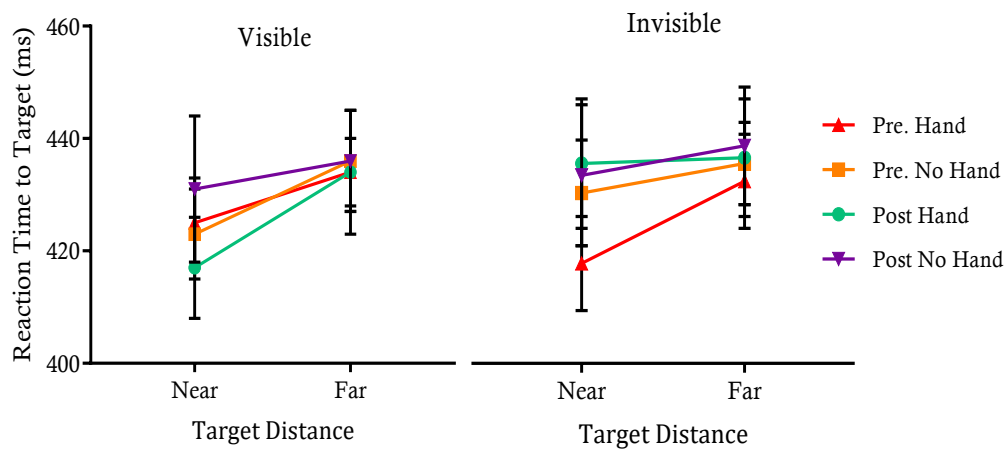 Visible
Invisible
Reaction Time to Target (ms)
460
440
420
400
Near
Far
Near
Far
Target Distance
Target Distance
Pre. Hand
Pre. No Hand
Post Hand
Post No Hand